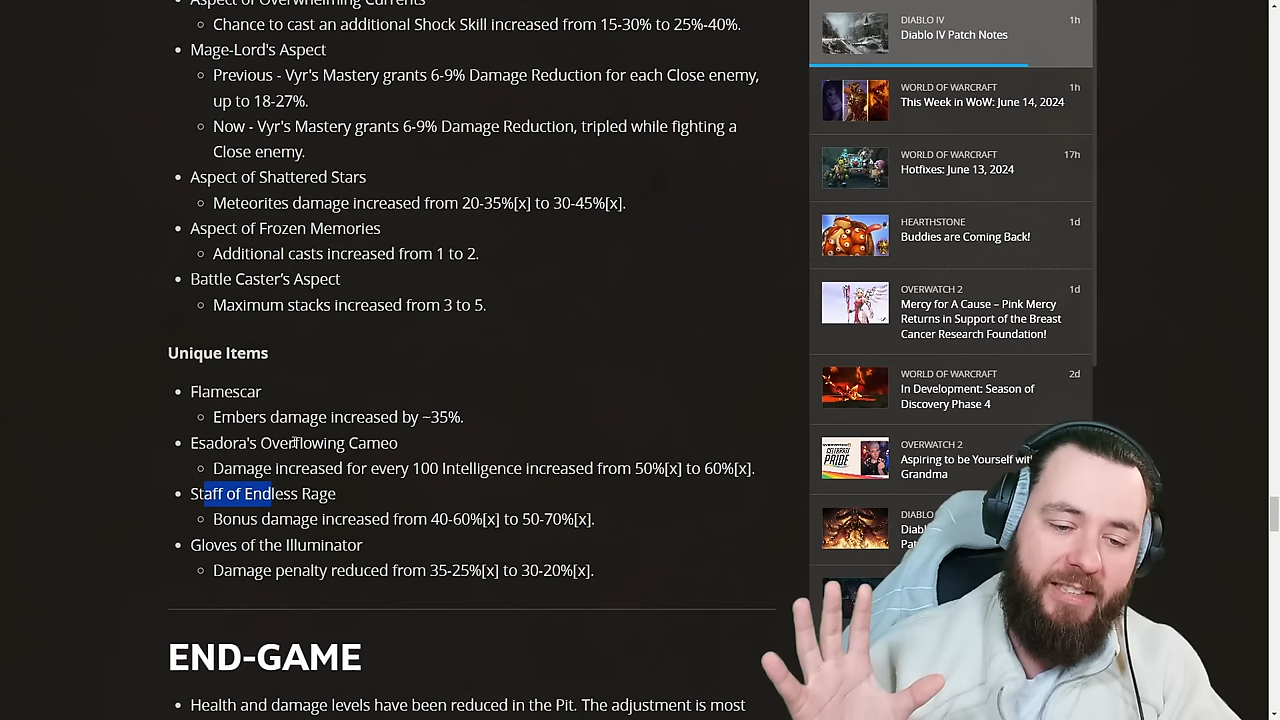 Aspect of Overwhelming Currents
Chance to cast an additional Shock Skill increased from 15-30% to 25%-40%.
Mage-Lord's Aspect
Previous - Vyr's Mastery grants 6-9% Damage Reduction for each Close enemy,
up to 18-27%.
Now - Vyr's Mastery grants 6-9% Damage Reduction, tripled while fighting a
Close enemy.
Aspect of Shattered Stars
Meteorites damage increased from 20-35%[x] to 30-45%[x].
Aspect of Frozen Memories
Additional casts increased from 1 to 2.
Battle Caster’s Aspect
Maximum stacks increased from 3 to 5.
Unique Items
Flamescar
Embers damage increased by ~35%.
Esadora's Overflowing Cameo
Damage increased for every 100 Intelligence increased from 50%[x] to 60%[x].
Staff of Endless Rage
Bonus damage increased from 40-60%[x] to 50-70%[x].
Gloves of the Illuminator
Damage penalty reduced from 35-25%[x] to 30-20%[x].
END-GAME
Health and damage levels have been reduced in the Pit. The adjustment is most
DIABLO IV 1h
Diablo IV Patch Notes
WORLD OF WARCRAFT 1h
This Week in WoW: June 14, 2024
WORLD OF WARCRAFT 17h
Hotfixes: June 13, 2024
HEARTHSTONE 1d
Buddies are Coming Back!
OVERWATCH 2 1d
Mercy for A Cause – Pink Mercy
Returns in Support of the Breast
Cancer Research Foundation!
WORLD OF WARCRAFT 2d
In Development: Season of
Discovery Phase 4
OVERWATCH 2
Aspiring to be Yourself wit
Grandma
DIABLO
Diabl
Pat